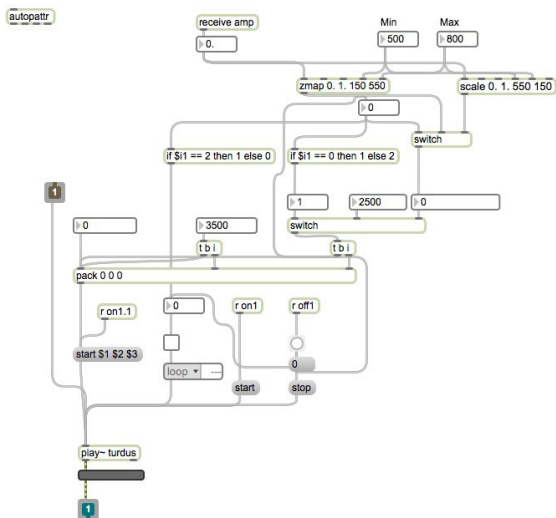 autopattr
receive amp
Min
Max
0.
500
800
zmap 0. 1. 150 550
scale 0. 1. 550 150
0
switch
if $i1 == 2 then 1 else 0
if $i1 == 0 then 1 else 2
1
1
2500
0
0
3500
switch
t b i
t b i
pack 0 0 0
r on1.1
0
r on1
r off1
start $1 $2 $3
loop
---
0
start
stop
play~ turdus
1